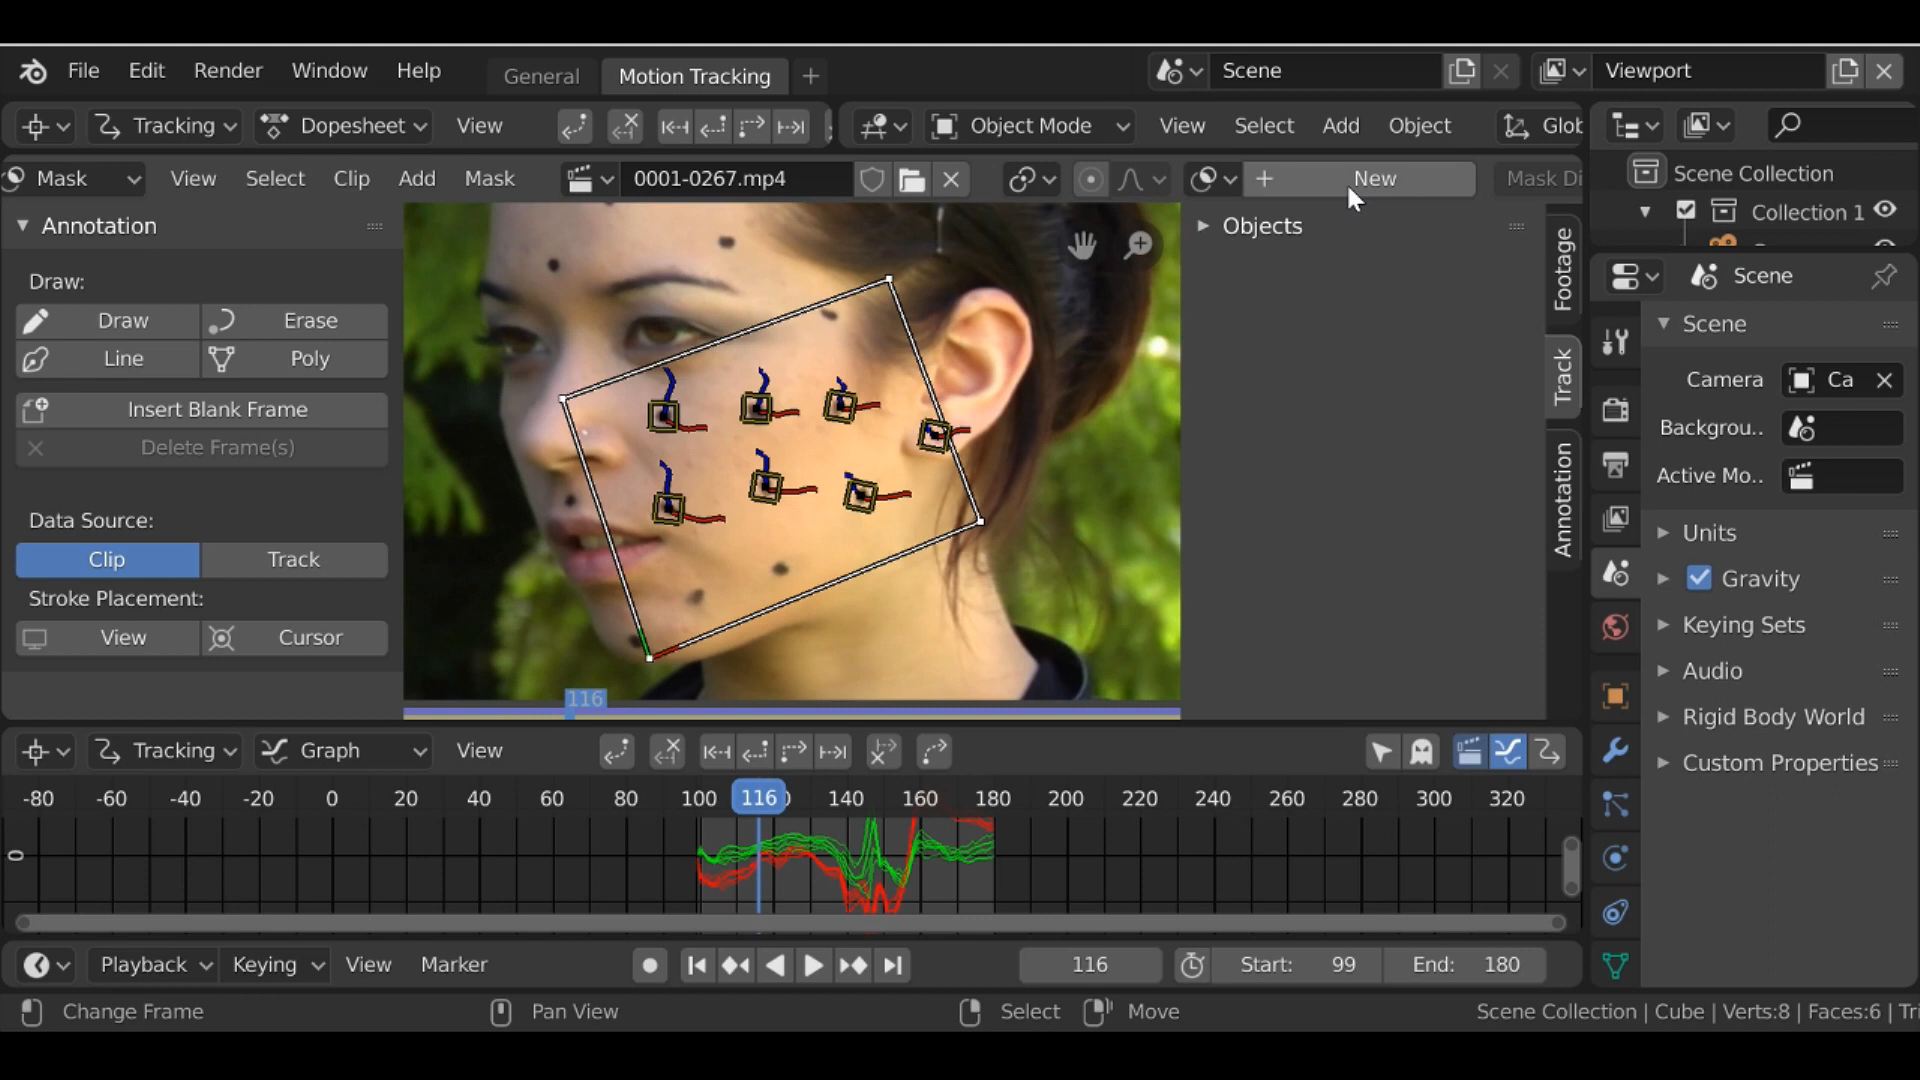 File Edit Render Window Help General Motion Tracking + Scene Viewport
Tracking Dopesheet View Object Mode View Select Add Object Glob
Mask View Select Clip Add Mask 0001-0267.mp4 + New Mask Di
Scene Collection
Collection 1
Annotation
Objects
Draw:
Draw Erase
Line Poly
Insert Blank Frame
Delete Frame(s)
Data Source:
Clip Track
Stroke Placement:
View Cursor
116
Footage
Track
Annotation
Scene
Scene
Camera Ca
Backgrou..
Active Mo..
Units
Gravity
Keying Sets
Audio
Rigid Body World
Custom Properties
Tracking Graph View
-80 -60 -40 -20 0 20 40 60 80 100 116 140 160 180 200 220 240 260 280 300 320
0
Playback Keying View Marker 116 Start: 99 End: 180
Change Frame Pan View Select Move Scene Collection | Cube | Verts:8 | Faces:6 | Tri